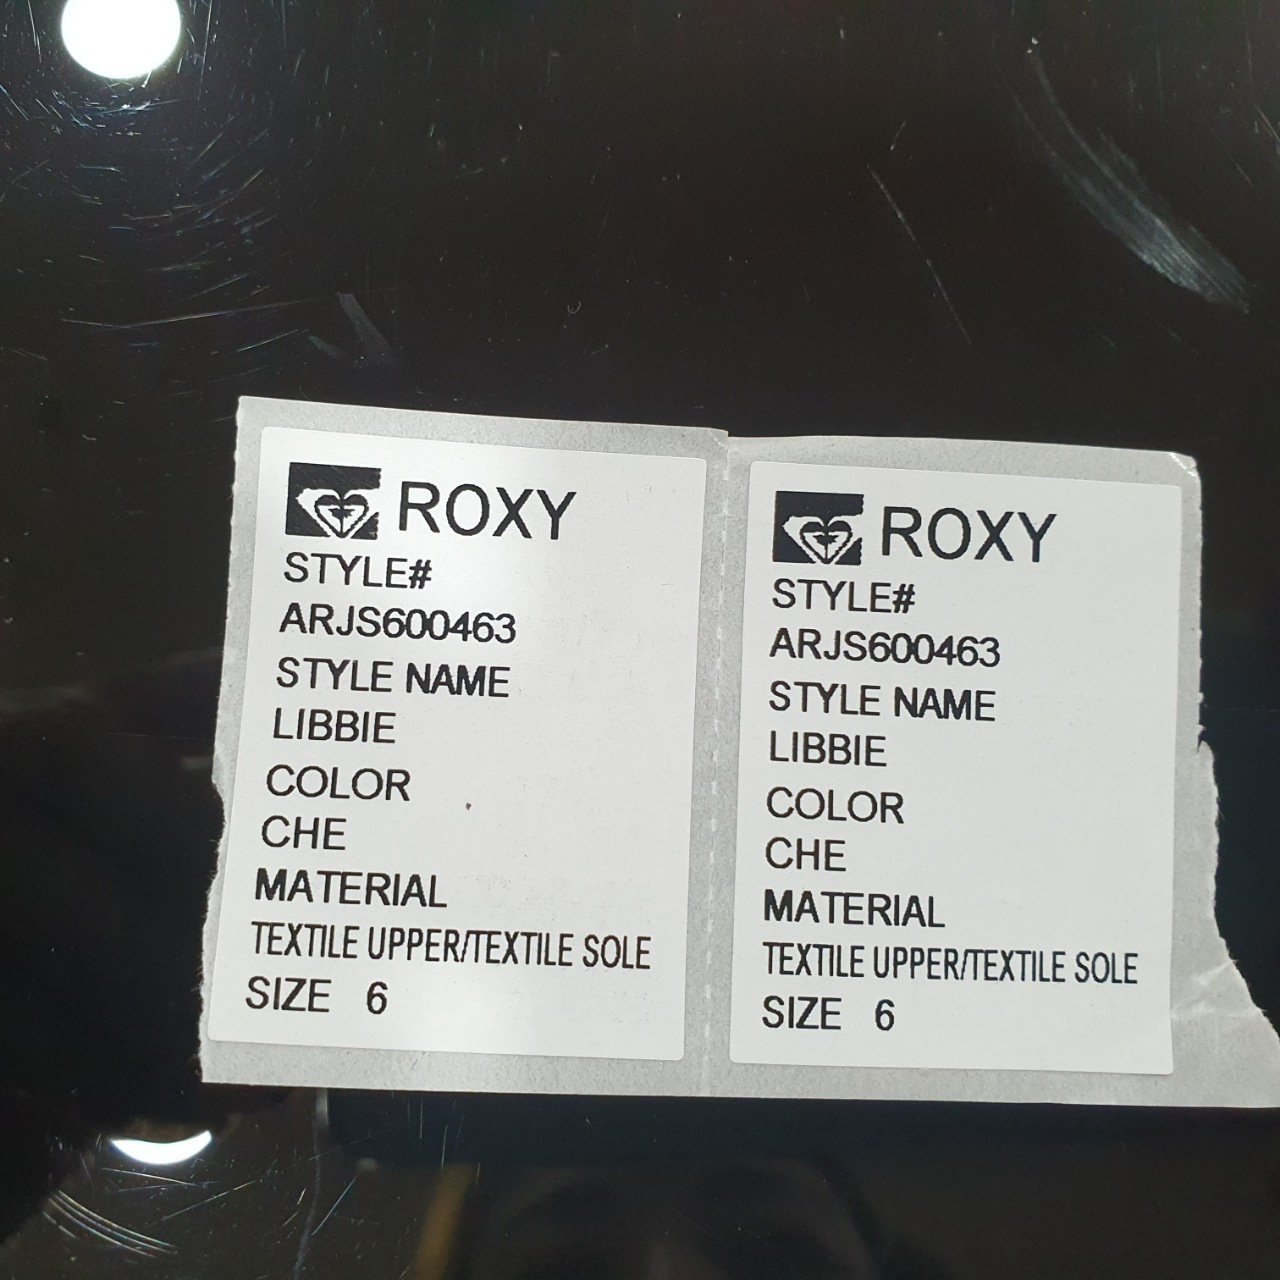 ROXY
STYLE#
ARJS600463
STYLE NAME
LIBBIE
COLOR
CHE
MATERIAL
TEXTILE UPPER/TEXTILE SOLE
SIZE 6
ROXY
STYLE#
ARJS600463
STYLE NAME
LIBBIE
COLOR
CHE
MATERIAL
TEXTILE UPPER/TEXTILE SOLE
SIZE 6